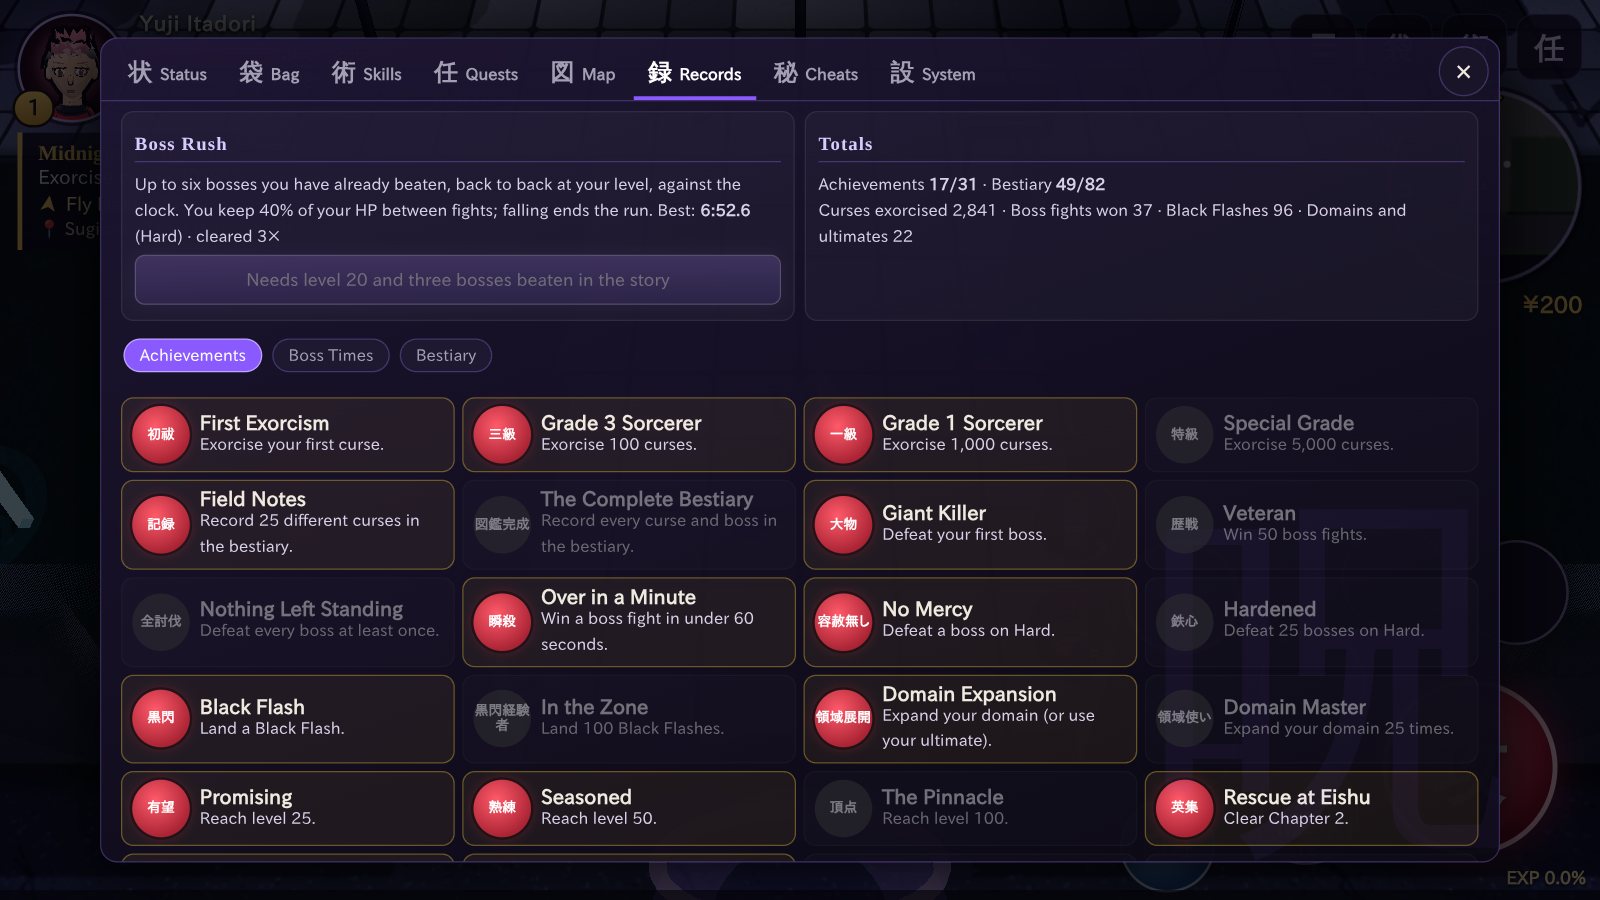 Yuji Itadori
1
状 Status
袋 Bag
術 Skills
任 Quests
図 Map
録 Records
秘 Cheats
設 System
任
Boss Rush
Up to six bosses you have already beaten, back to back at your level, against the
clock. You keep 40% of your HP between fights; falling ends the run. Best: 6:52.6
(Hard) · cleared 3×
Needs level 20 and three bosses beaten in the story
Totals
Achievements 17/31 · Bestiary 49/82
Curses exorcised 2,841 · Boss fights won 37 · Black Flashes 96 · Domains and
ultimates 22
¥200
Achievements
Boss Times
Bestiary
初祓
First Exorcism
Exorcise your first curse.
三級
Grade 3 Sorcerer
Exorcise 100 curses.
一級
Grade 1 Sorcerer
Exorcise 1,000 curses.
特級
Special Grade
Exorcise 5,000 curses.
記録
Field Notes
Record 25 different curses in
the bestiary.
図鑑完成
The Complete Bestiary
Record every curse and boss in
the bestiary.
大物
Giant Killer
Defeat your first boss.
歴戦
Veteran
Win 50 boss fights.
全討伐
Nothing Left Standing
Defeat every boss at least once.
瞬殺
Over in a Minute
Win a boss fight in under 60
seconds.
容赦無し
No Mercy
Defeat a boss on Hard.
鉄心
Hardened
Defeat 25 bosses on Hard.
黒閃
Black Flash
Land a Black Flash.
黒閃経験
者
In the Zone
Land 100 Black Flashes.
領域展開
Domain Expansion
Expand your domain (or use
your ultimate).
領域使い
Domain Master
Expand your domain 25 times.
有望
Promising
Reach level 25.
熟練
Seasoned
Reach level 50.
頂点
The Pinnacle
Reach level 100.
英集
Rescue at Eishu
Clear Chapter 2.
EXP 0.0%